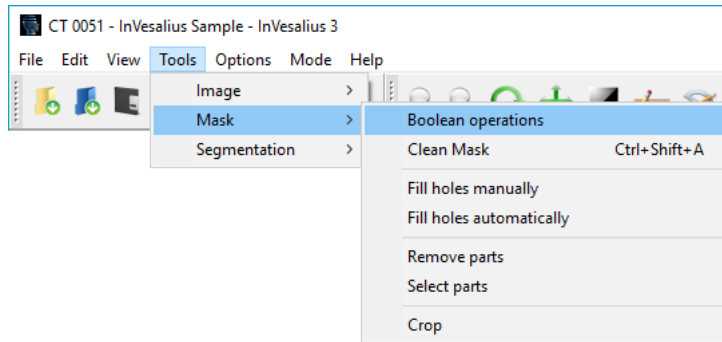 CT 0051 - InVesalius Sample - InVesalius 3
File Edit View Tools Options Mode Help
Image >
Mask >
Boolean operations
Segmentation >
Clean Mask Ctrl+Shift+A
Fill holes manually
Fill holes automatically
Remove parts
Select parts
Crop